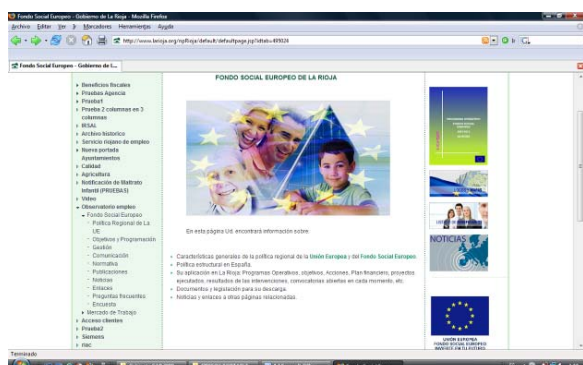 Fondo Social Europeo - Gobierno de La Rioja - Mozilla Firefox
Archivo Editar Ver Marcadores Herramientas Ayuda
http://www.larioja.org/npRioja/default/defaultpage.jsp?idtab=489024
Fondo Social Europeo - Gobierno de L...
Beneficios fiscales
Pruebas Agencia
Prueba1
Prueba 2 columnas en 3
columnas
IRSAL
Archivo historico
Servicio riojano de empleo
Nueva portada
Ayuntamientos
Calidad
Agricultura
Notificación de Maltrato
Infantil (PRUEBAS)
Video
Observatorio empleo
Fondo Social Europeo
Política Regional de La
UE
Objetivos y Programación
Gestión
Comunicación
Normativa
Publicaciones
Noticias
Enlaces
Preguntas frecuentes
Encuesta
Mercado de Trabajo
Acceso clientes
Prueba2
Siemens
riac
FONDO SOCIAL EUROPEO DE LA RIOJA
En esta página Ud. encontrará información sobre:
Características generales de la política regional de la Unión Europea y del Fondo Social Europeo.
Política estructural en España.
Su aplicación en La Rioja: Programas Operativos, objetivos, Acciones, Plan financiero, proyectos
ejecutados, resultados de las intervenciones, convocatorias abiertas en cada momento, etc.
Documentos y legislación para su descarga.
Noticias y enlaces a otras páginas relacionadas.
NOTICIAS
UNIÓN EUROPEA
FONDO SOCIAL EUROPEO
INVIERTE EN TU FUTURO
Terminado